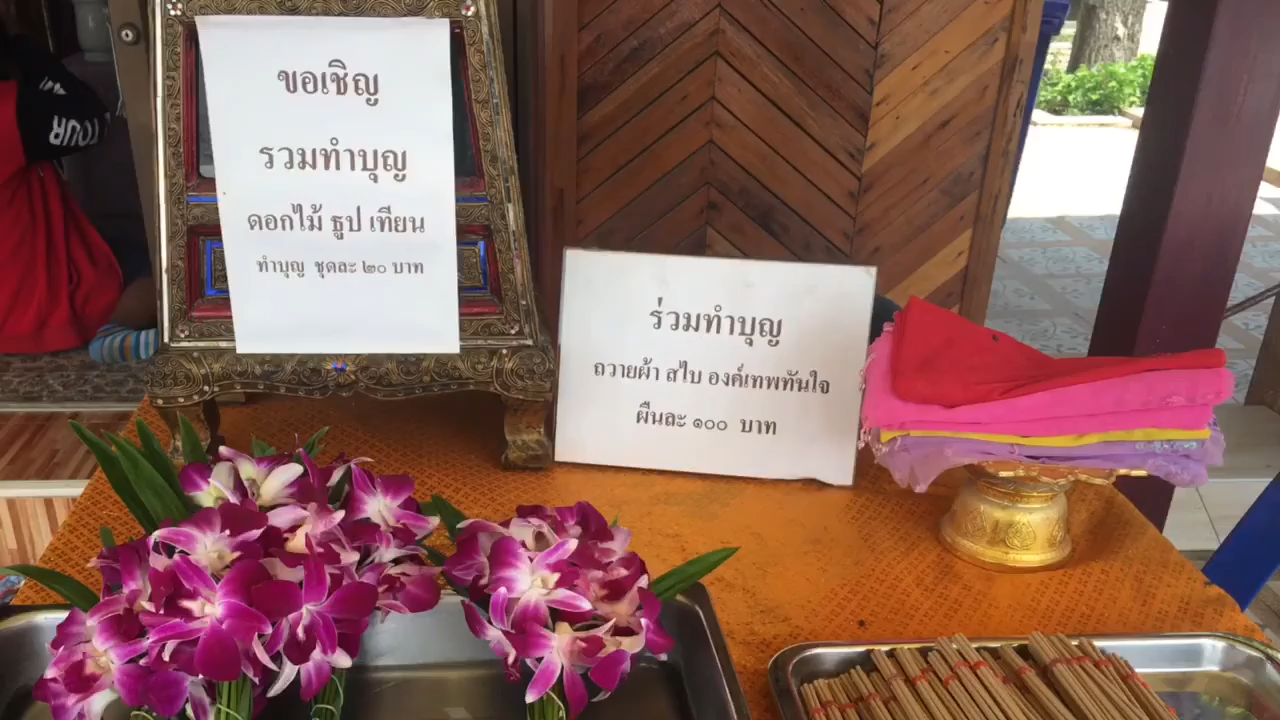 TOUR
ขอเชิญ
รวมทำบุญ
ดอกไม้ ธูป เทียน
ทำบุญ ชุดละ ๒๐ บาท
ร่วมทำบุญ
ถวายผ้า สไบ องค์เทพทันใจ
ผืนละ ๑๐๐ บาท